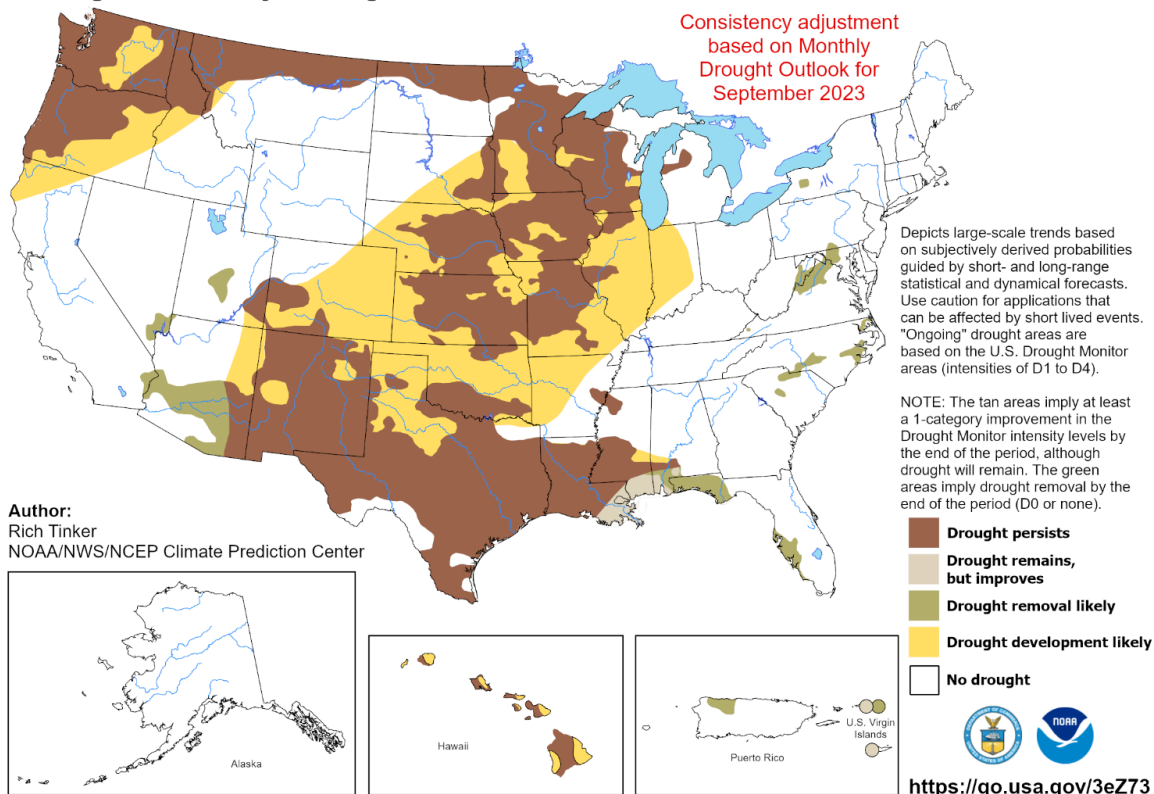 Consistency adjustment
based on Monthly
Drought Outlook for
September 2023
Depicts large-scale trends based
on subjectively derived probabilities
guided by short- and long-range
statistical and dynamical forecasts.
Use caution for applications that
can be affected by short lived events.
"Ongoing" drought areas are
based on the U.S. Drought Monitor
areas (intensities of D1 to D4).
NOTE: The tan areas imply at least
a 1-category improvement in the
Drought Monitor intensity levels by
the end of the period, although
drought will remain. The green
areas imply drought removal by the
end of the period (D0 or none).
Author:
Rich Tinker
NOAA/NWS/NCEP Climate Prediction Center
Drought persists
Drought remains,
but improves
Drought removal likely
Drought development likely
No drought
Alaska
Hawaii
Puerto Rico
U.S. Virgin
Islands
NOAA
https://go.usa.gov/3eZ73